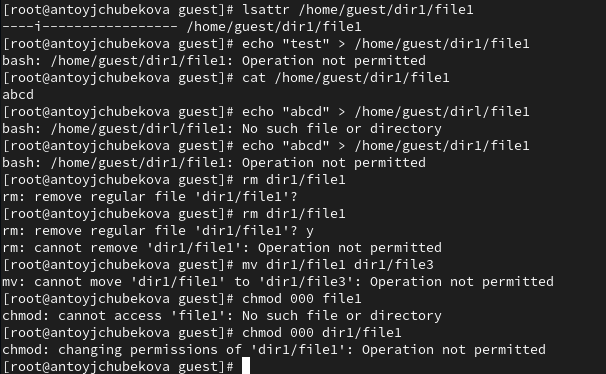 [root@antoyjchubekova guest]# lsattr /home/guest/dir1/file1
----i----------------- /home/guest/dir1/file1
[root@antoyjchubekova guest]# echo "test" > /home/guest/dir1/file1
bash: /home/guest/dir1/file1: Operation not permitted
[root@antoyjchubekova guest]# cat /home/guest/dir1/file1
abcd
[root@antoyjchubekova guest]# echo "abcd" > /home/guest/dirl/file1
bash: /home/guest/dirl/file1: No such file or directory
[root@antoyjchubekova guest]# echo "abcd" > /home/guest/dir1/file1
bash: /home/guest/dir1/file1: Operation not permitted
[root@antoyjchubekova guest]# rm dir1/file1
rm: remove regular file 'dir1/file1'?
[root@antoyjchubekova guest]# rm dir1/file1
rm: remove regular file 'dir1/file1'? y
rm: cannot remove 'dir1/file1': Operation not permitted
[root@antoyjchubekova guest]# mv dir1/file1 dir1/file3
mv: cannot move 'dir1/file1' to 'dir1/file3': Operation not permitted
[root@antoyjchubekova guest]# chmod 000 file1
chmod: cannot access 'file1': No such file or directory
[root@antoyjchubekova guest]# chmod 000 dir1/file1
chmod: changing permissions of 'dir1/file1': Operation not permitted
[root@antoyjchubekova guest]#